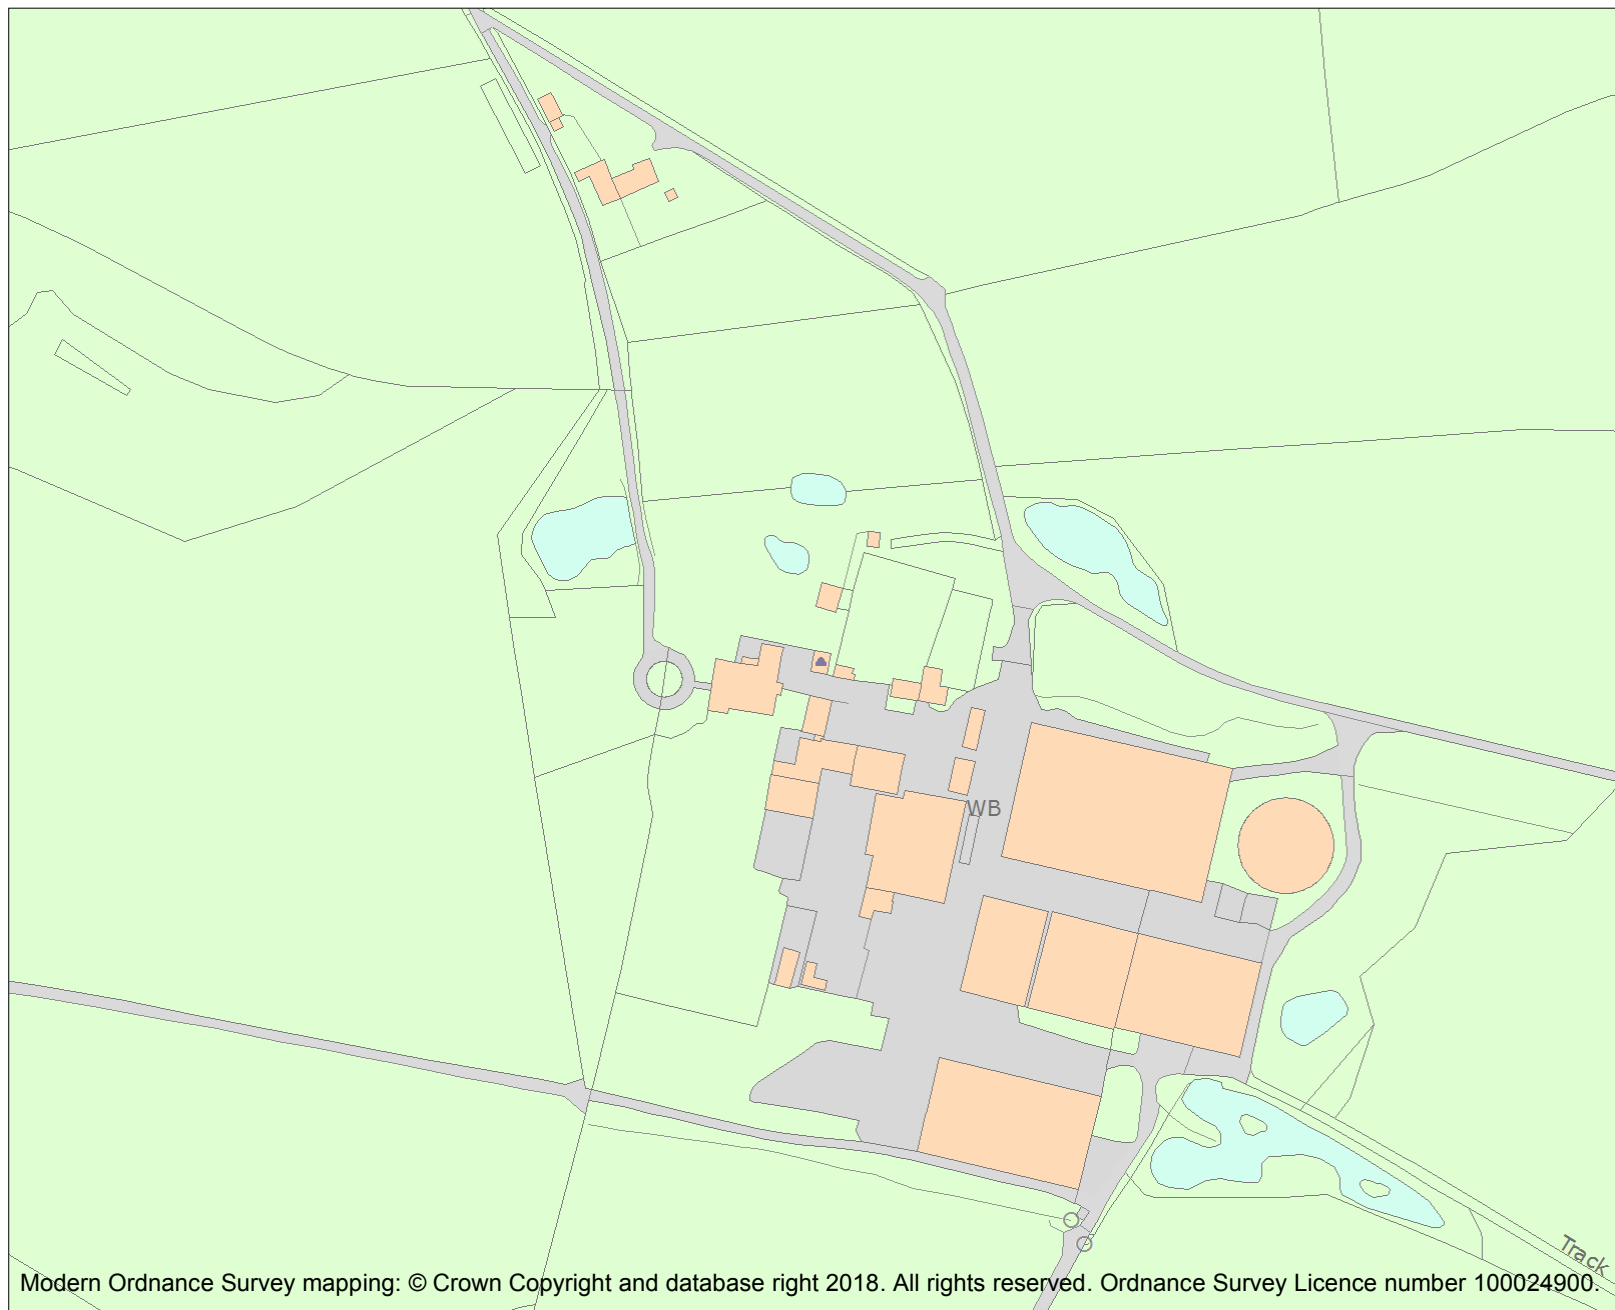 WB
Track
Modern Ordnance Survey mapping: © Crown Copyright and database right 2018. All rights reserved. Ordnance Survey Licence number 100024900.